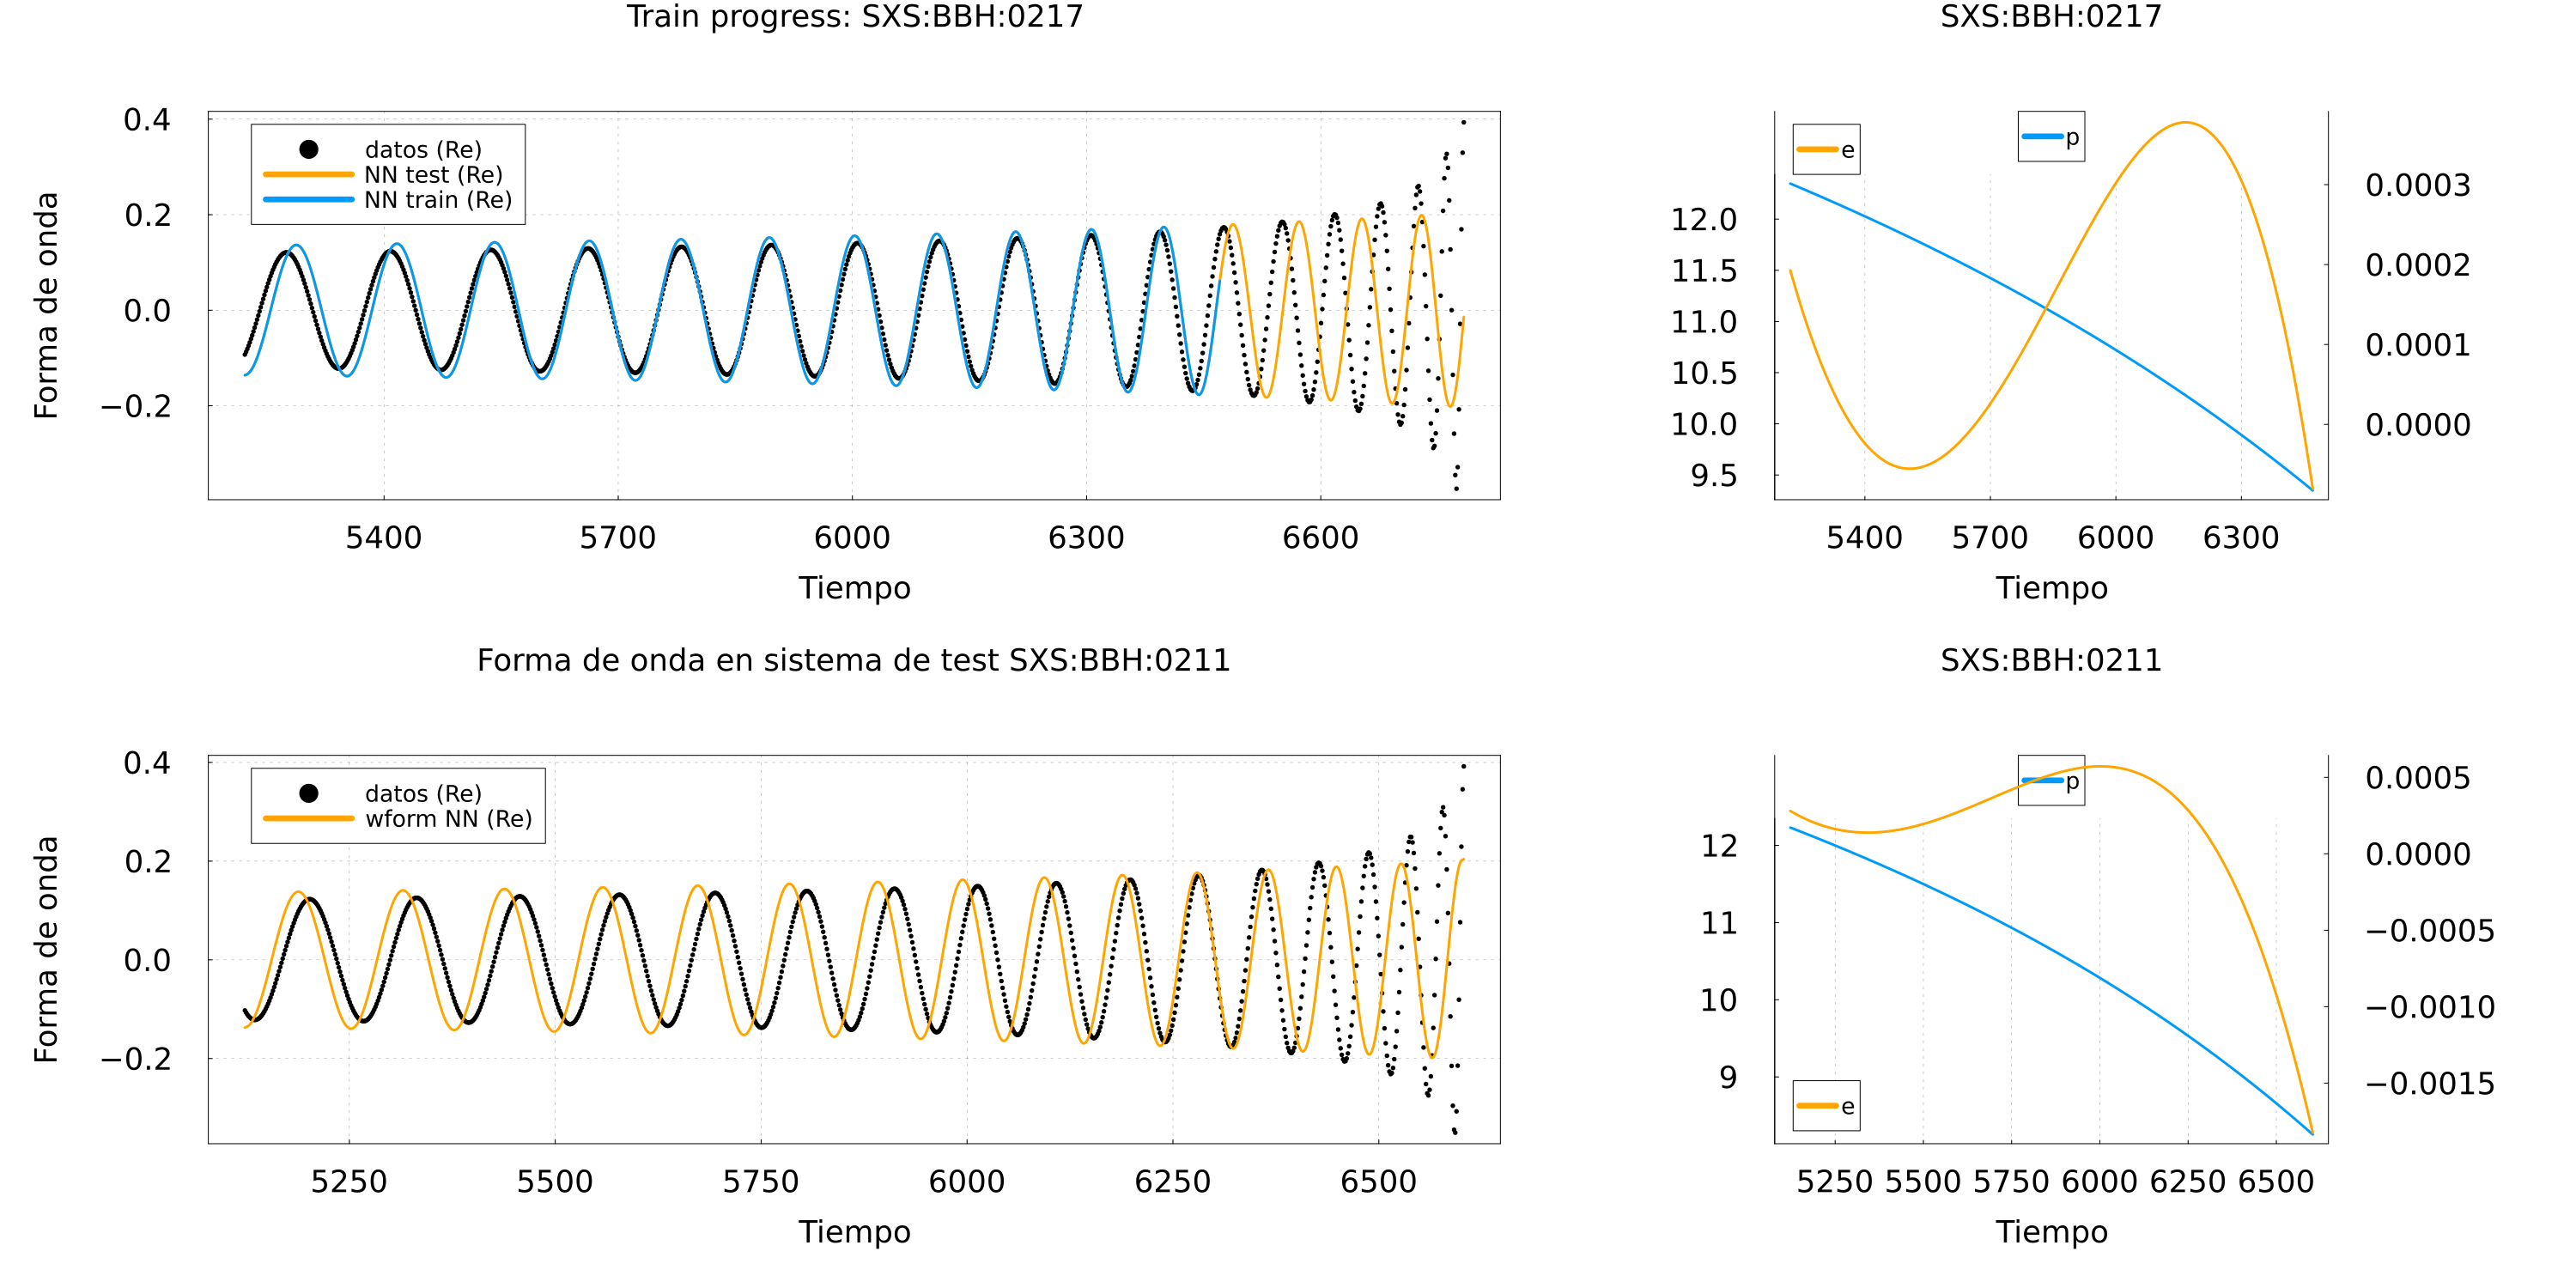 Train progress: SXS:BBH:0217
Forma de onda
0.4
0.2
0.0
−0.2
datos (Re)
NN test (Re)
NN train (Re)
5400 5700 6000 6300 6600
Tiempo
SXS:BBH:0217
e
p
12.0
11.5
11.0
10.5
10.0
9.5
0.0003
0.0002
0.0001
0.0000
5400 5700 6000 6300
Tiempo
Forma de onda en sistema de test SXS:BBH:0211
Forma de onda
0.4
0.2
0.0
−0.2
datos (Re)
wform NN (Re)
5250 5500 5750 6000 6250 6500
Tiempo
SXS:BBH:0211
p
12
11
10
9
e
0.0005
0.0000
−0.0005
−0.0010
−0.0015
5250 5500 5750 6000 6250 6500
Tiempo